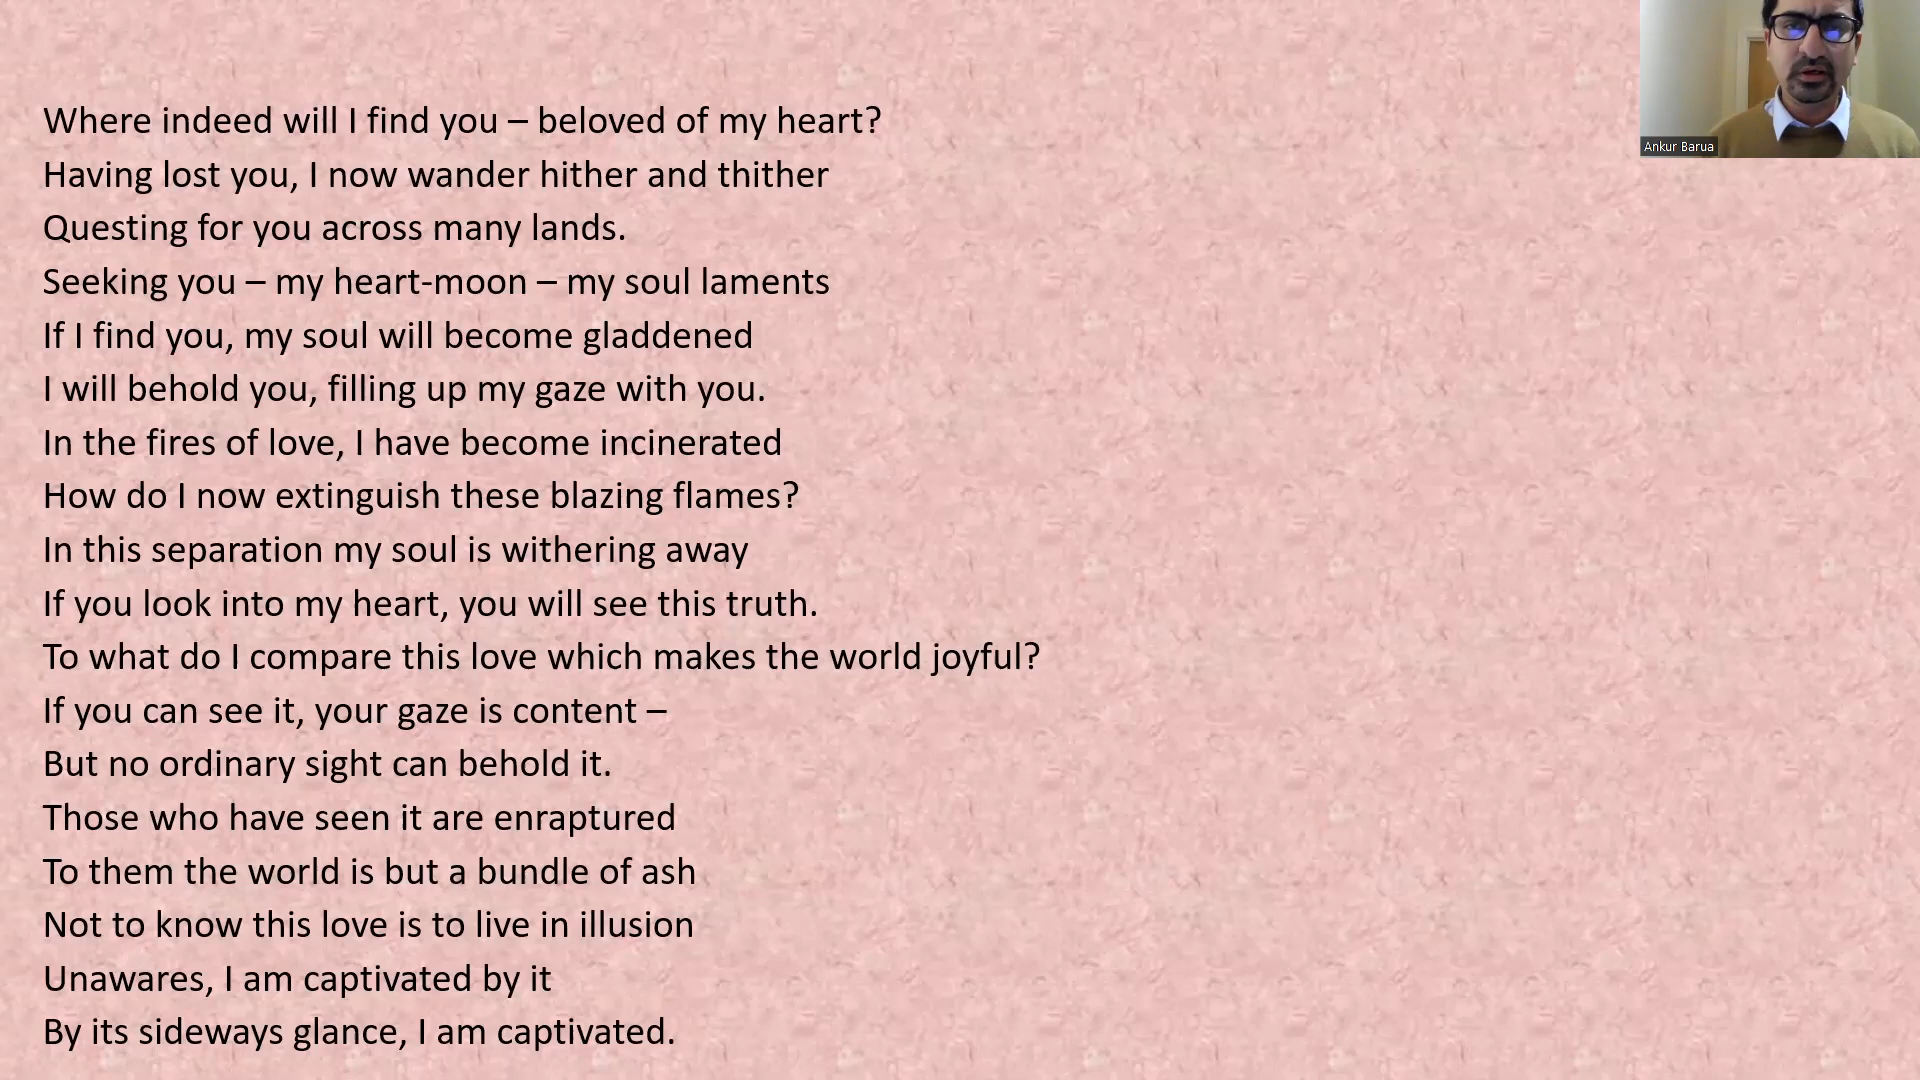 Where indeed will I find you – beloved of my heart?
Having lost you, I now wander hither and thither
Questing for you across many lands.
Seeking you – my heart-moon – my soul laments
If I find you, my soul will become gladdened
I will behold you, filling up my gaze with you.
In the fires of love, I have become incinerated
How do I now extinguish these blazing flames?
In this separation my soul is withering away
If you look into my heart, you will see this truth.
To what do I compare this love which makes the world joyful?
If you can see it, your gaze is content –
But no ordinary sight can behold it.
Those who have seen it are enraptured
To them the world is but a bundle of ash
Not to know this love is to live in illusion
Unawares, I am captivated by it
By its sideways glance, I am captivated.
Ankur Barua